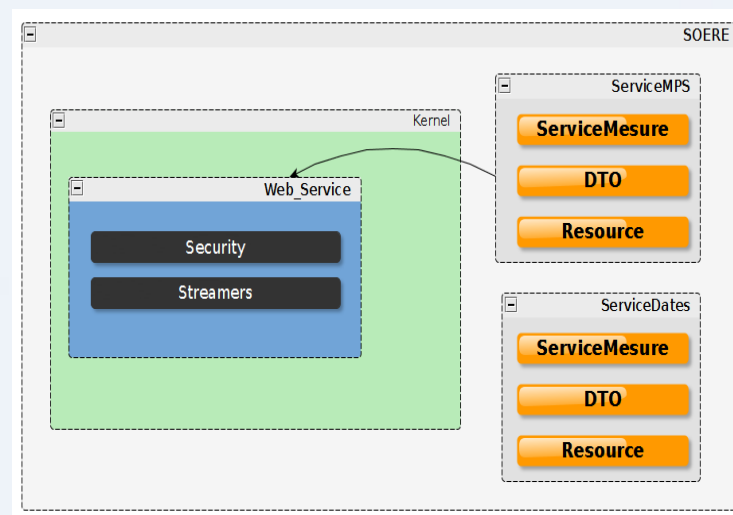 SOERE
ServiceMPS
ServiceMesure
DTO
Resource
Kernel
Web_Service
Security
Streamers
ServiceDates
ServiceMesure
DTO
Resource